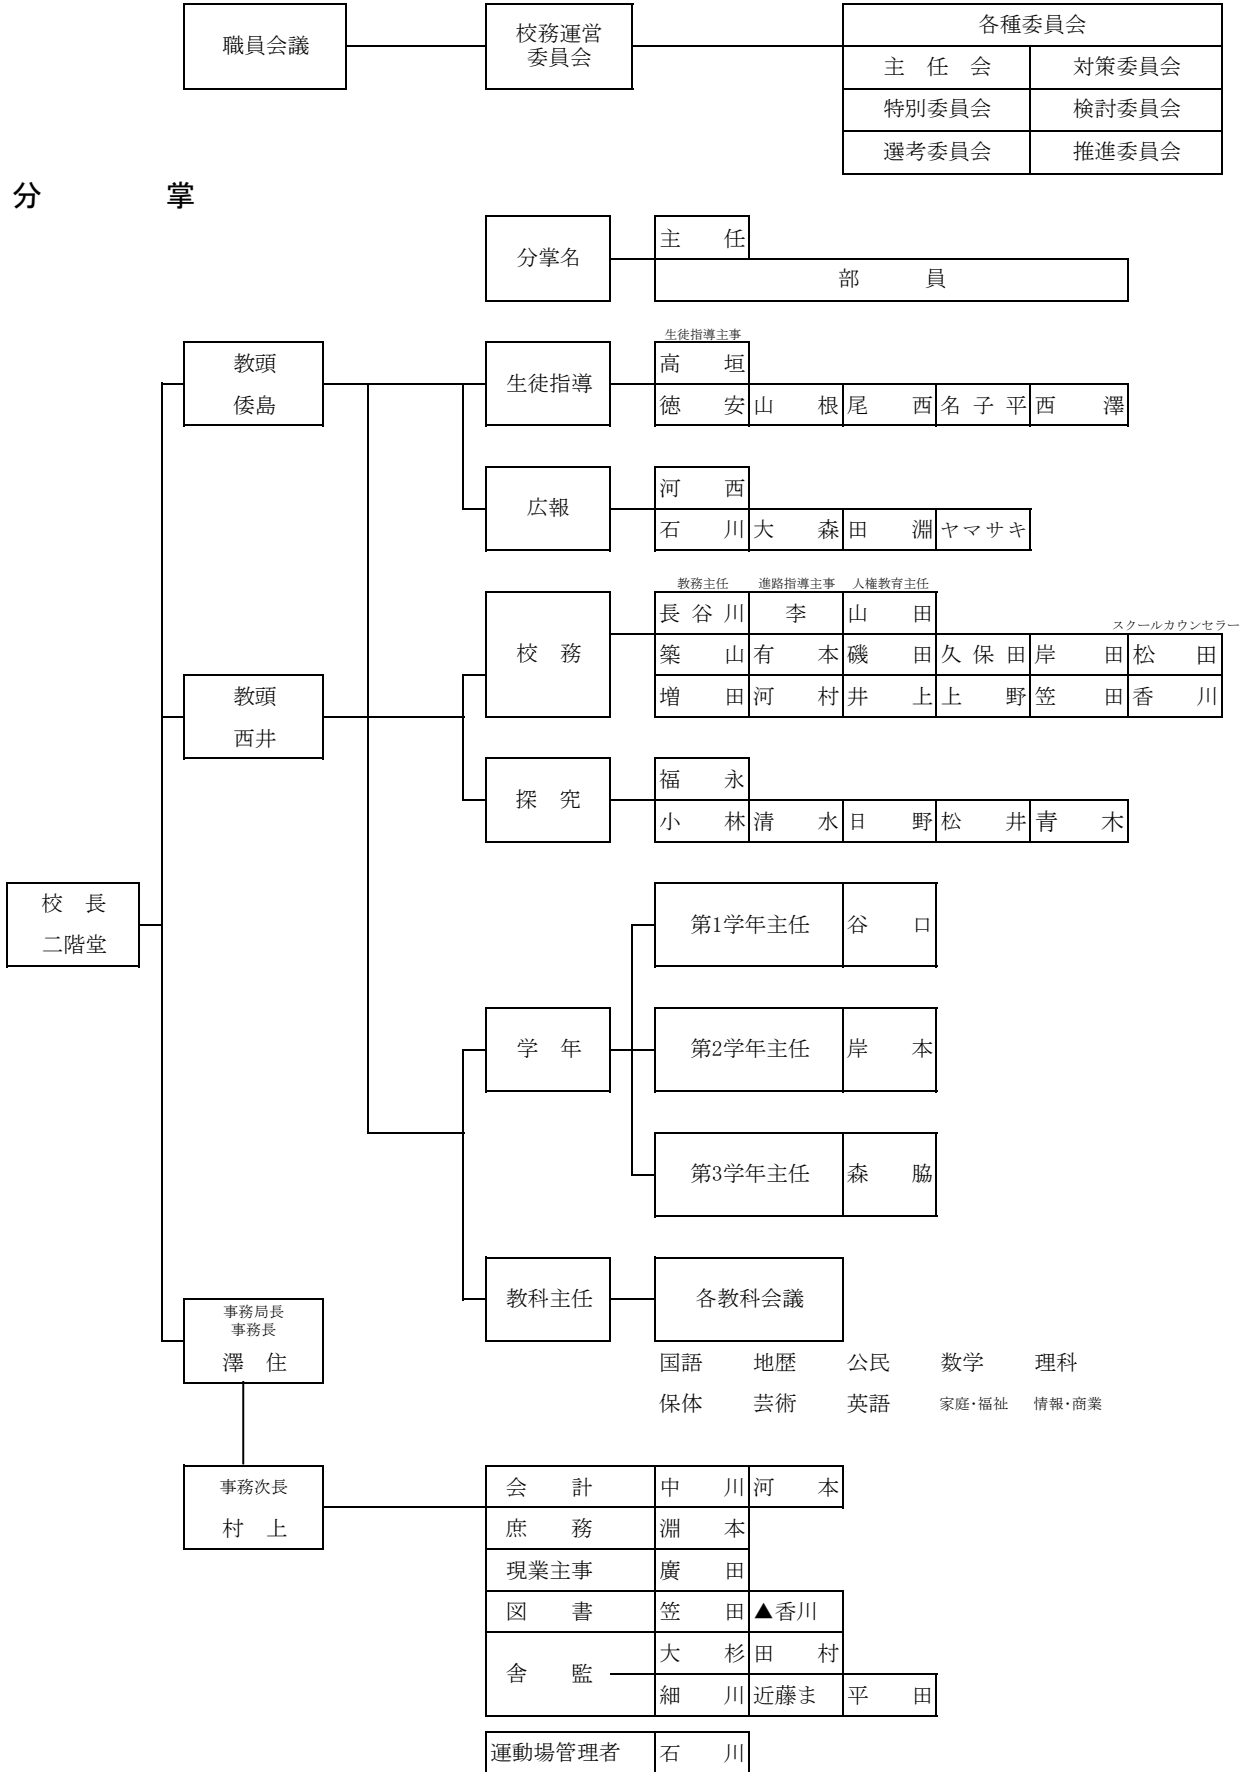 職員会議
校務運営
委員会
各種委員会
主任会 対策委員会
特別委員会 検討委員会
選考委員会 推進委員会
分掌
分掌名
主任
部員
教頭
倭島
生徒指導
生徒指導主事
高垣
徳安 山根 尾西 名子平 西澤
広報
河西
石川 大森 田淵 ヤマサキ
教頭
西井
校務
教務主任 進路指導主事 人権教育主任
長谷川 李 山田
スクールカウンセラー
築山 有本 磯田 久保田 岸田 松田
増田 河村 井上 上野 笠田 香川
探究
福永
小林 清水 日野 松井 青木
校長
二階堂
第1学年主任 谷口
学年
第2学年主任 岸本
第3学年主任 森脇
教科主任
各教科会議
国語 地歴 公民 数学 理科
保体 芸術 英語 家庭・福祉 情報・商業
事務局長
事務長
澤住
事務次長
村上
会計 中川 河本
庶務 淵本
現業主事 廣田
図書 笠田 ▲香川
舎監
大杉 田村
細川 近藤ま 平田
運動場管理者 石川